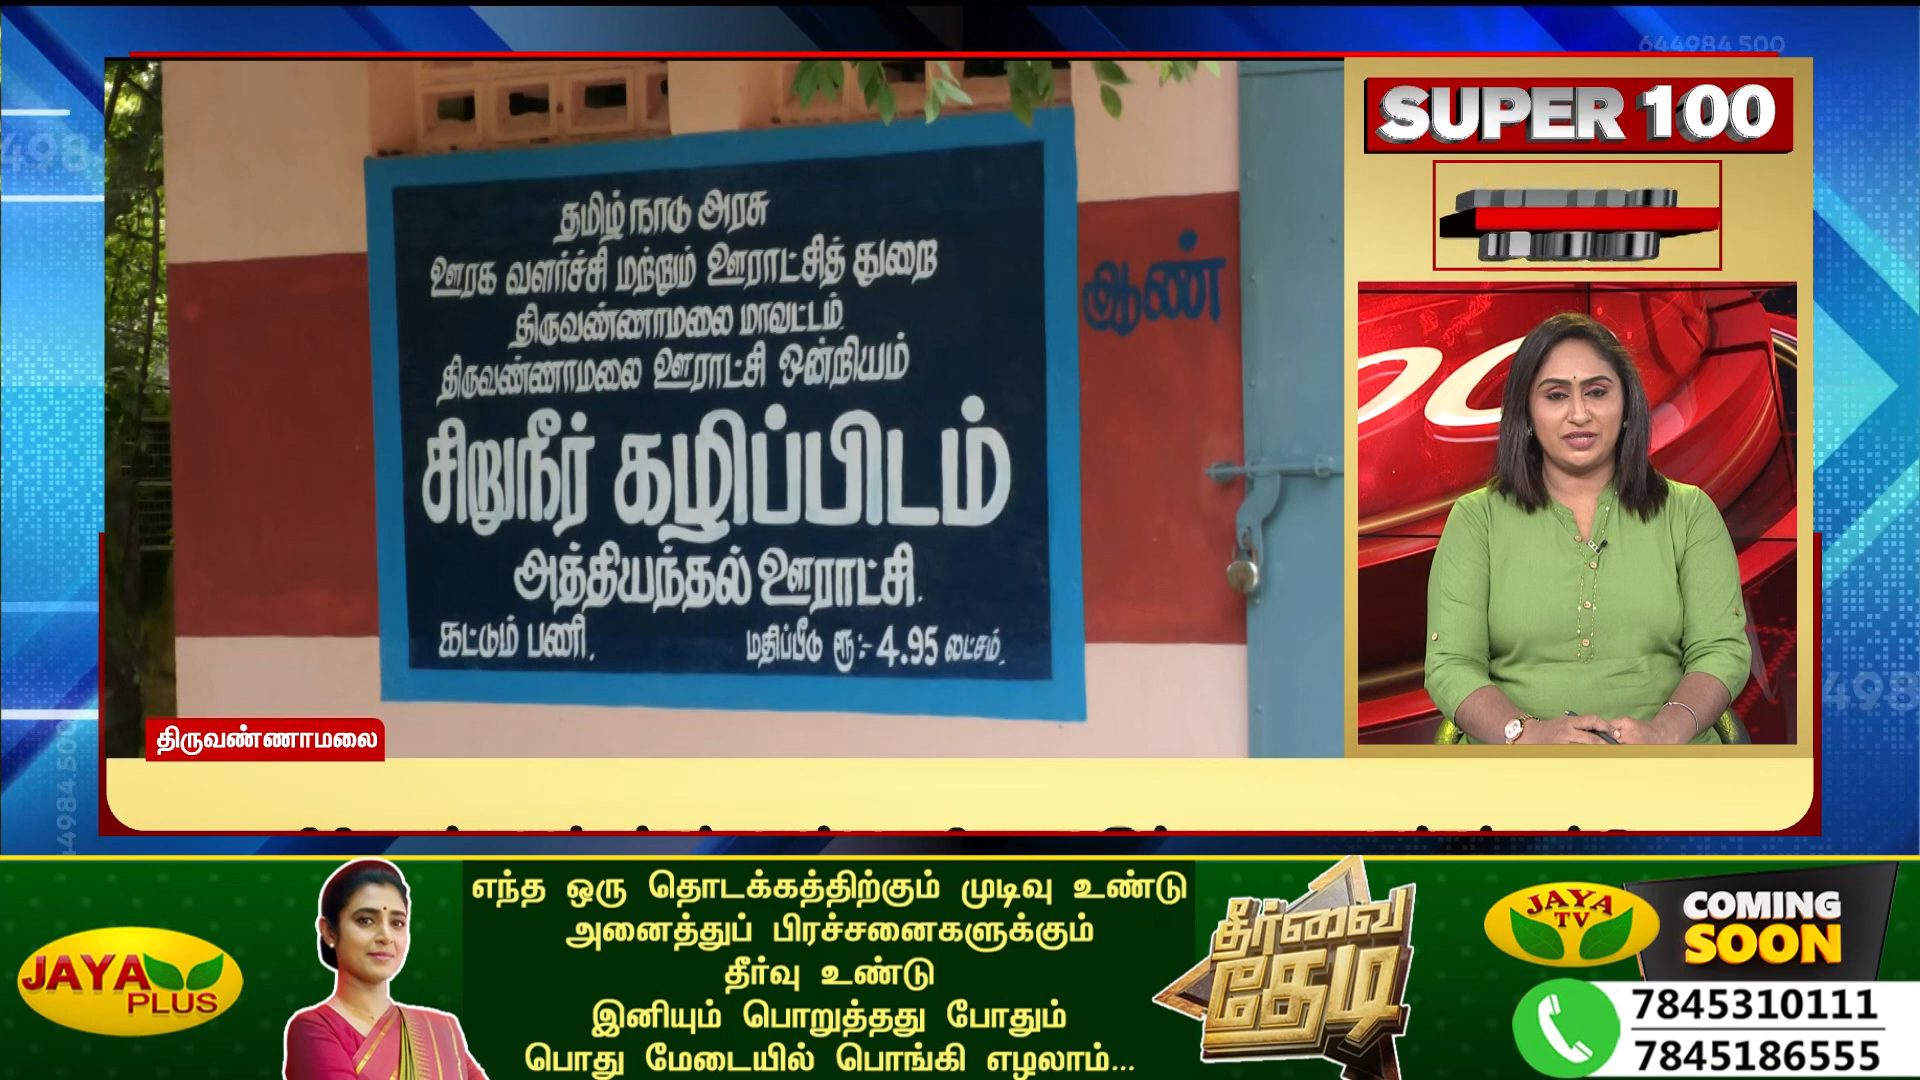 644984.500
SUPER 100
தமிழ்நாடு அரசு
ஊரக வளர்ச்சி மற்றும் ஊராட்சித் துறை
திருவண்ணாமலை மாவட்டம்.
திருவண்ணாமலை ஊராட்சி ஒன்றியம்
சிறுநீர் கழிப்பிடம்
அத்தியந்தல் ஊராட்சி.
கட்டும் பணி.
மதிப்பீடு ரூ:- 4.95 லட்சம்.
ஆண்
திருவண்ணாமலை
JAYA PLUS
எந்த ஒரு தொடக்கத்திற்கும் முடிவு உண்டு
அனைத்துப் பிரச்சனைகளுக்கும்
தீர்வு உண்டு
இனியும் பொறுத்தது போதும்
பொது மேடையில் பொங்கி எழலாம்...
தீர்வை
தேடி
JAYA
TV
COMING
SOON
7845310111
7845186555